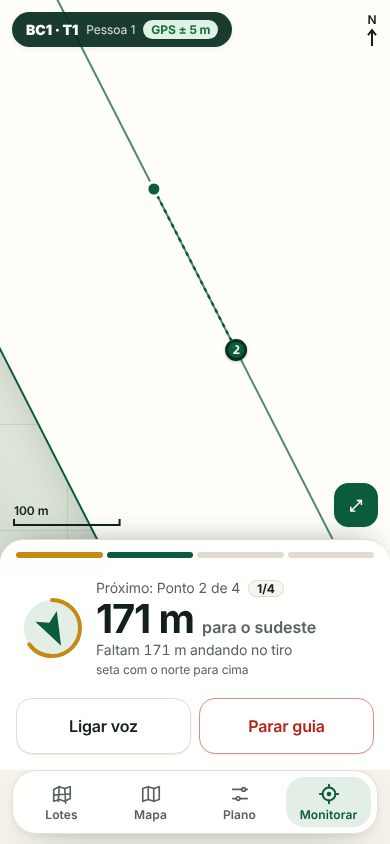 BC1 · T1 Pessoa 1 GPS ± 5 m
N
2
100 m
Próximo: Ponto 2 de 4 1/4
171 m para o sudeste
Faltam 171 m andando no tiro
seta com o norte para cima
Ligar voz Parar guia
Lotes Mapa Plano Monitorar